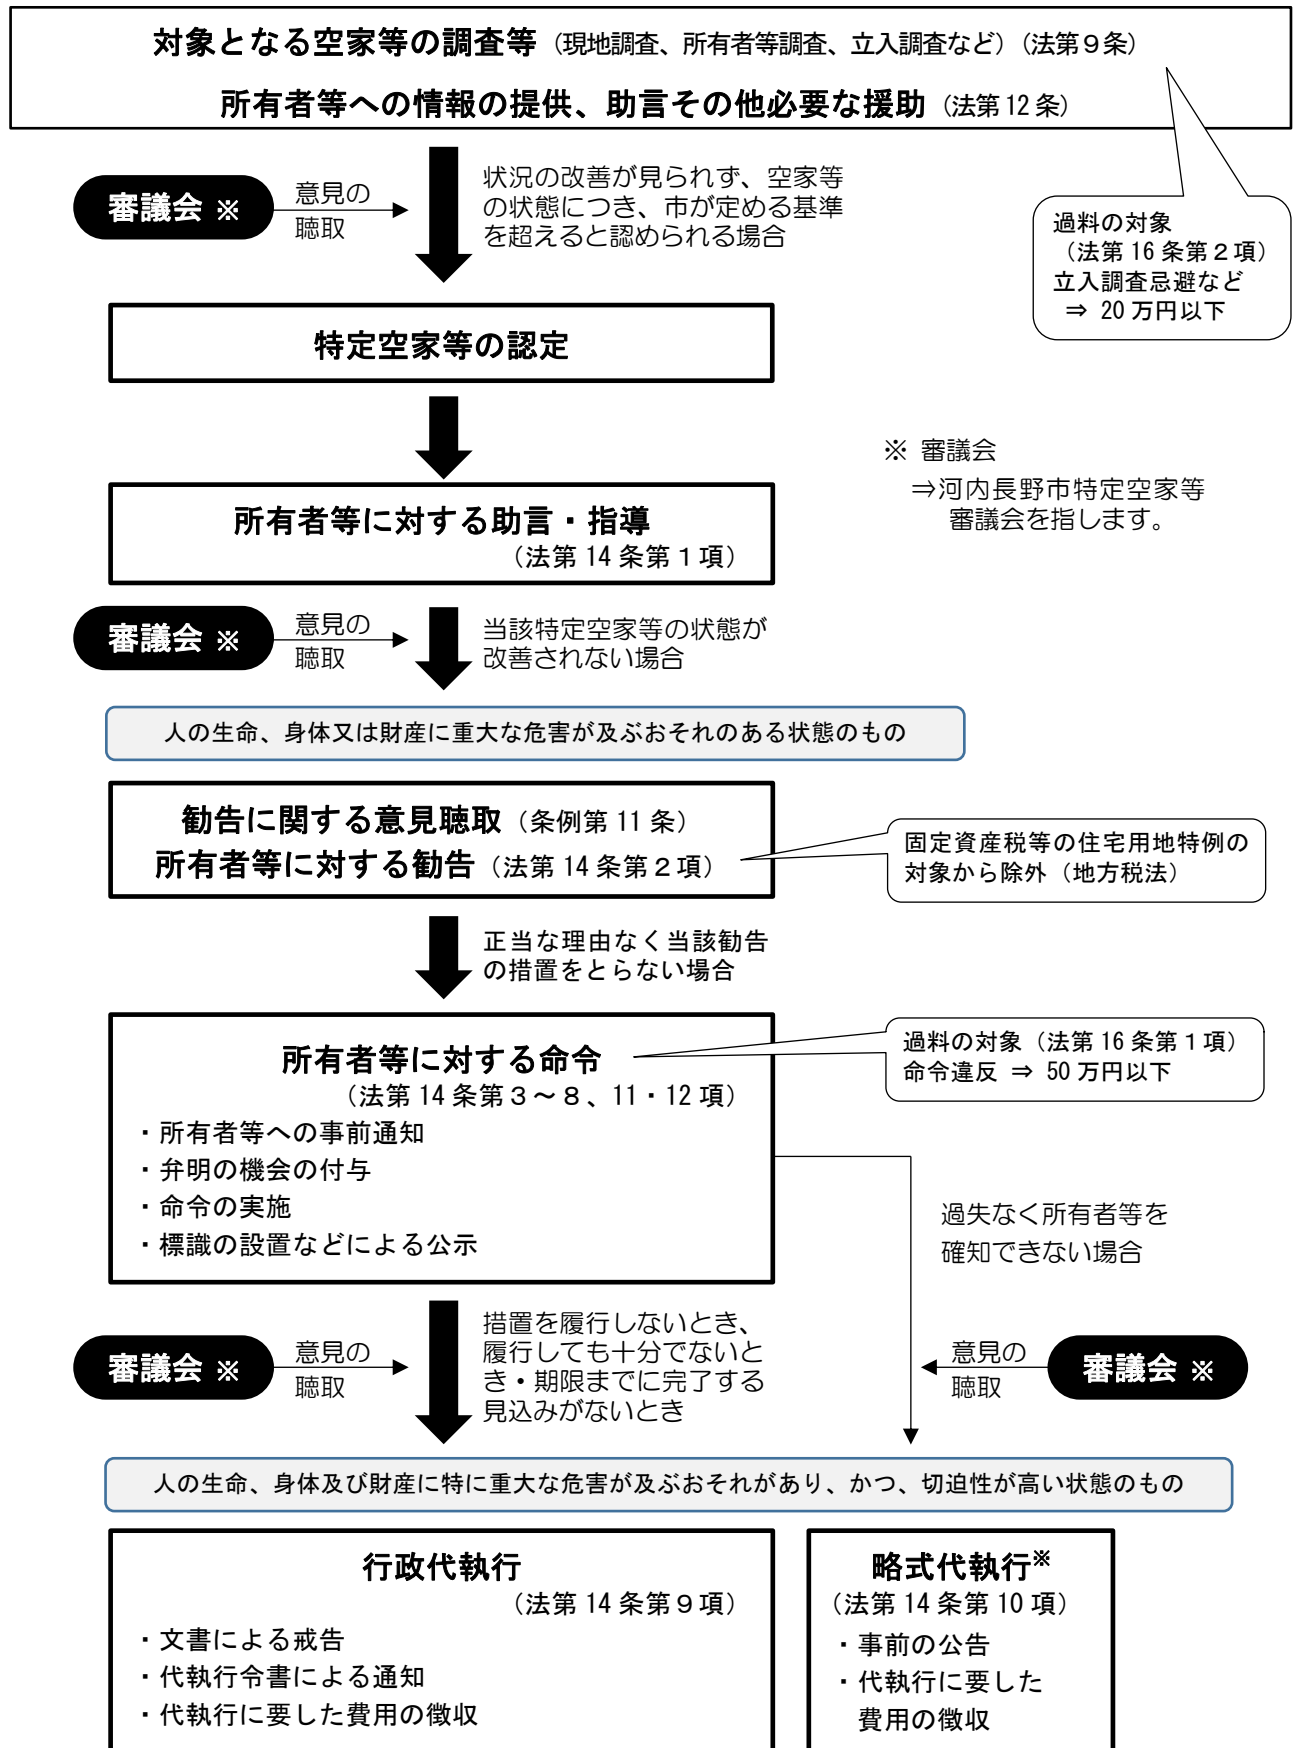 対象となる空家等の調査等（現地調査、所有者等調査、立入調査など）（法第９条）
所有者等への情報の提供、助言その他必要な援助（法第12条）
審議会 ※
意見の
聴取
状況の改善が見られず、空家等
の状態につき、市が定める基準
を超えると認められる場合
過料の対象
（法第16条第２項）
立入調査忌避など
⇒ 20万円以下
特定空家等の認定
※ 審議会
⇒河内長野市特定空家等
審議会を指します。
所有者等に対する助言・指導
（法第14条第１項）
審議会 ※
意見の
聴取
当該特定空家等の状態が
改善されない場合
人の生命、身体又は財産に重大な危害が及ぶおそれのある状態のもの
勧告に関する意見聴取（条例第11条）
所有者等に対する勧告（法第14条第２項）
固定資産税等の住宅用地特例の
対象から除外（地方税法）
正当な理由なく当該勧告
の措置をとらない場合
所有者等に対する命令
（法第14条第３～８、11・12項）
・所有者等への事前通知
・弁明の機会の付与
・命令の実施
・標識の設置などによる公示
過料の対象（法第16条第１項）
命令違反 ⇒ 50万円以下
過失なく所有者等を
確知できない場合
審議会 ※
意見の
聴取
措置を履行しないとき、
履行しても十分でないと
き・期限までに完了する
見込みがないとき
意見の
聴取
審議会 ※
人の生命、身体及び財産に特に重大な危害が及ぶおそれがあり、かつ、切迫性が高い状態のもの
行政代執行
（法第14条第９項）
・文書による戒告
・代執行令書による通知
・代執行に要した費用の徴収
略式代執行※
（法第14条第10項）
・事前の公告
・代執行に要した
費用の徴収